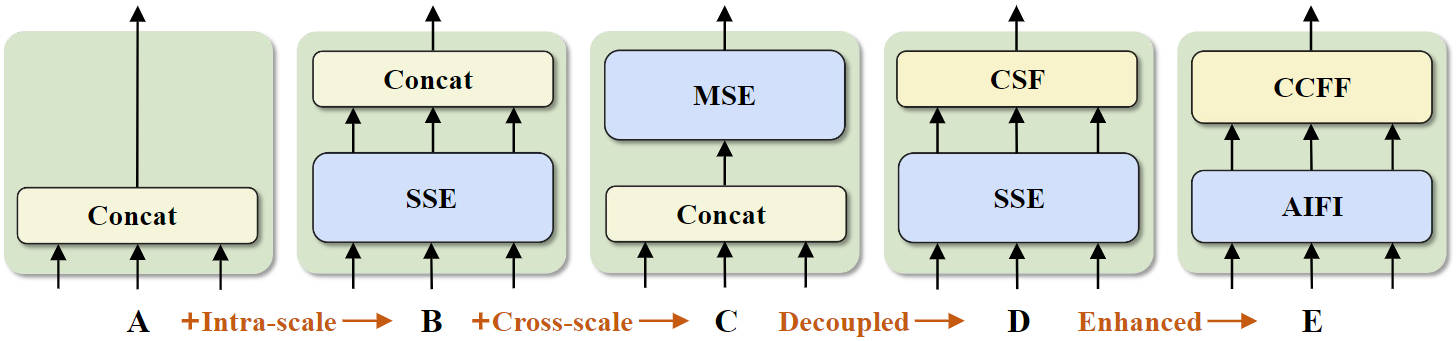 Concat
Concat
SSE
MSE
Concat
CSF
SSE
CCFF
AIFI
A +Intra-scale B +Cross-scale C Decoupled D Enhanced E